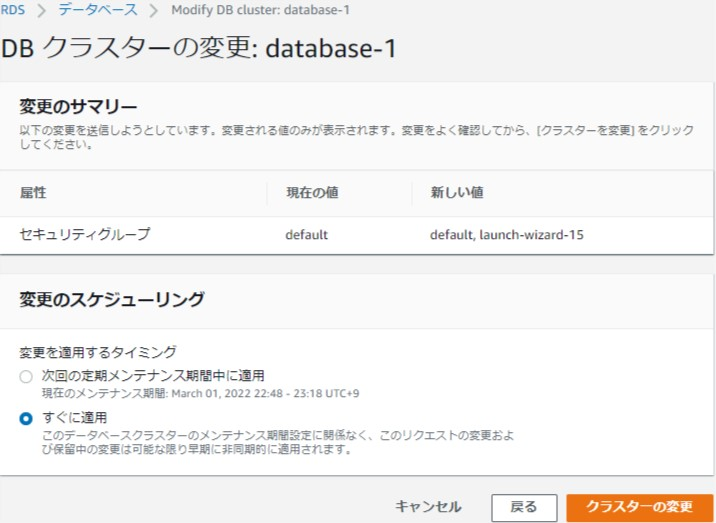 RDS > データベース > Modify DB cluster: database-1
DB クラスターの変更: database-1
変更のサマリー
以下の変更を送信しようとしています。変更される値のみが表示されます。変更をよく確認してから、[クラスターを変更] をクリック
してください。
属性 現在の値 新しい値
セキュリティグループ default default, launch-wizard-15
変更のスケジューリング
変更を適用するタイミング
次回の定期メンテナンス期間中に適用
現在のメンテナンス期間: March 01, 2022 22:48 - 23:18 UTC+9
すぐに適用
このデータベースクラスターのメンテナンス期間設定に関係なく、このリクエストの変更およ
び保留中の変更は可能な限り早期に非同期的に適用されます。
キャンセル 戻る クラスターの変更